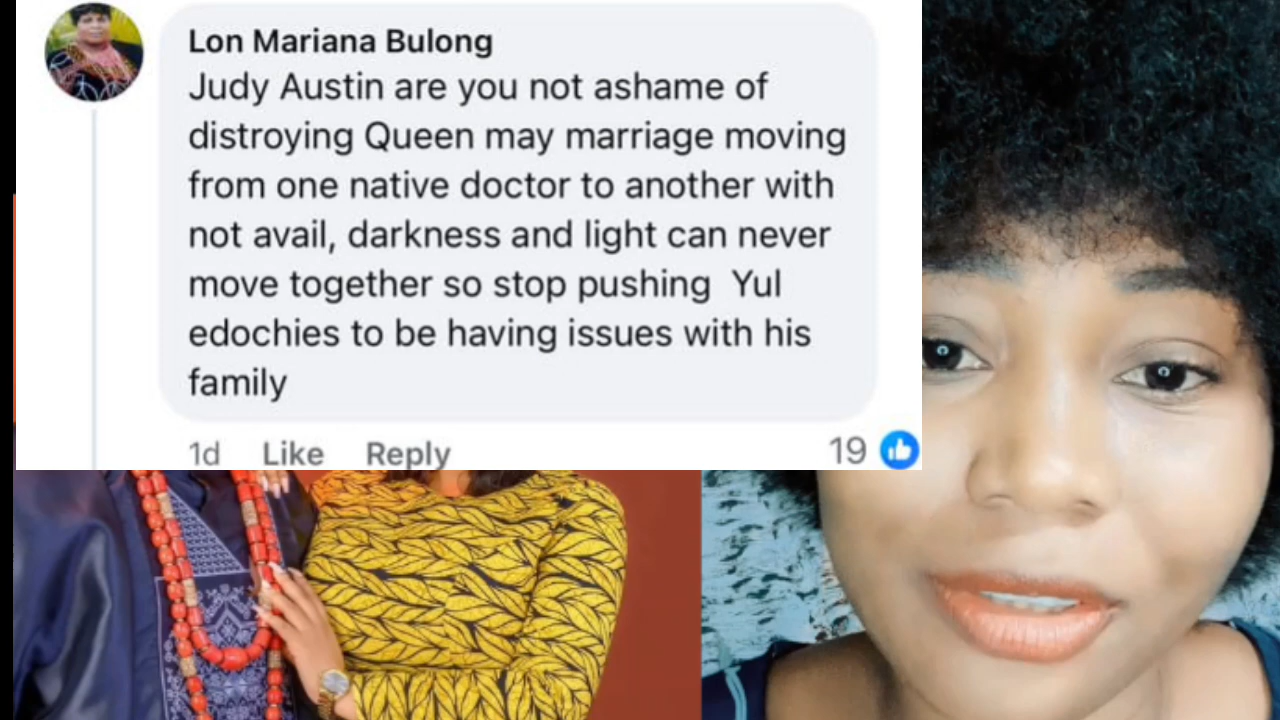 Lon Mariana Bulong
Judy Austin are you not ashame of
distroying Queen may marriage moving
from one native doctor to another with
not avail, darkness and light can never
move together so stop pushing  Yul
edochies to be having issues with his
family
1d Like Reply 19